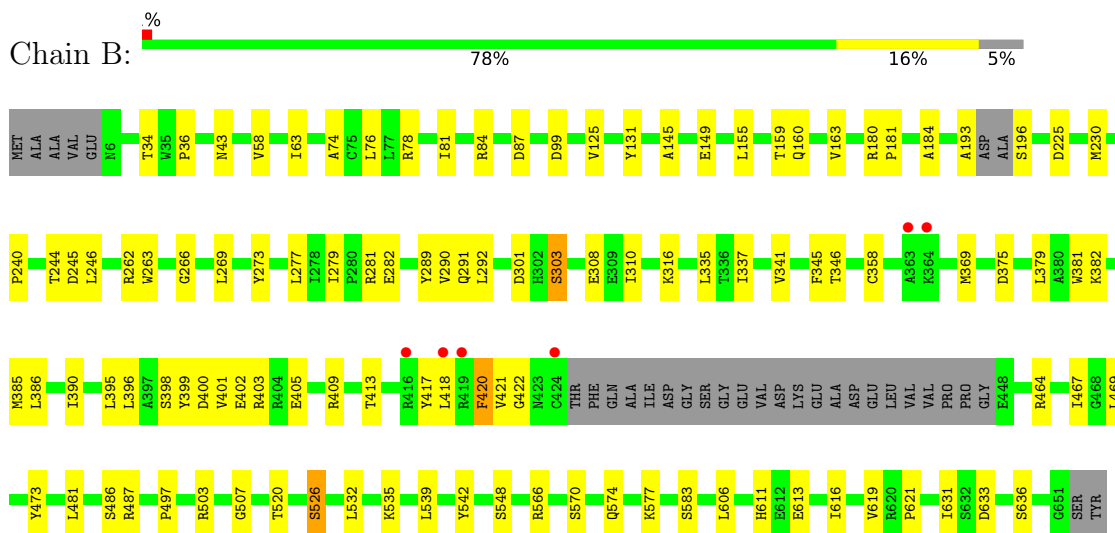 %
Chain B:
78% 16% 5%
MET ALA ALA VAL GLU N6 T34 W35 P36 N43 V58 I63 A74 C75 L76 L77 R78 I81 R84 D87 D99 V125 Y131 A145 E149 L155 T159 Q160 V163 R180 P181 A184 A193 ASP ALA S196 D225 M230
P240 T244 D245 L246 R262 W263 G266 L269 Y273 L277 I278 I279 P280 R281 E282 Y289 V290 Q291 L292 D301 H302 S303 E308 E309 I310 K316 L335 T336 I337 V341 F345 T346 C358 A363 K364 M369 D375 L379 A380 W381 K382
M385 L386 I390 L395 L396 A397 S398 Y399 D400 V401 E402 R403 R404 E405 R409 T413 R416 Y417 L418 R419 F420 V421 G422 N423 C424 THR PHE GLN ALA ILE ASP GLY SER GLY GLU VAL ASP LYS GLU ALA ASP GLU LEU VAL VAL PRO PRO GLY E448 R464 I467 G468 L469
Y473 L481 S486 R487 P497 R503 G507 T520 S526 L532 K535 L539 Y542 S548 R566 S570 Q574 K577 S583 L606 H611 E612 E613 I616 V619 R620 P621 I631 S632 D633 S636 G651 SER TYR